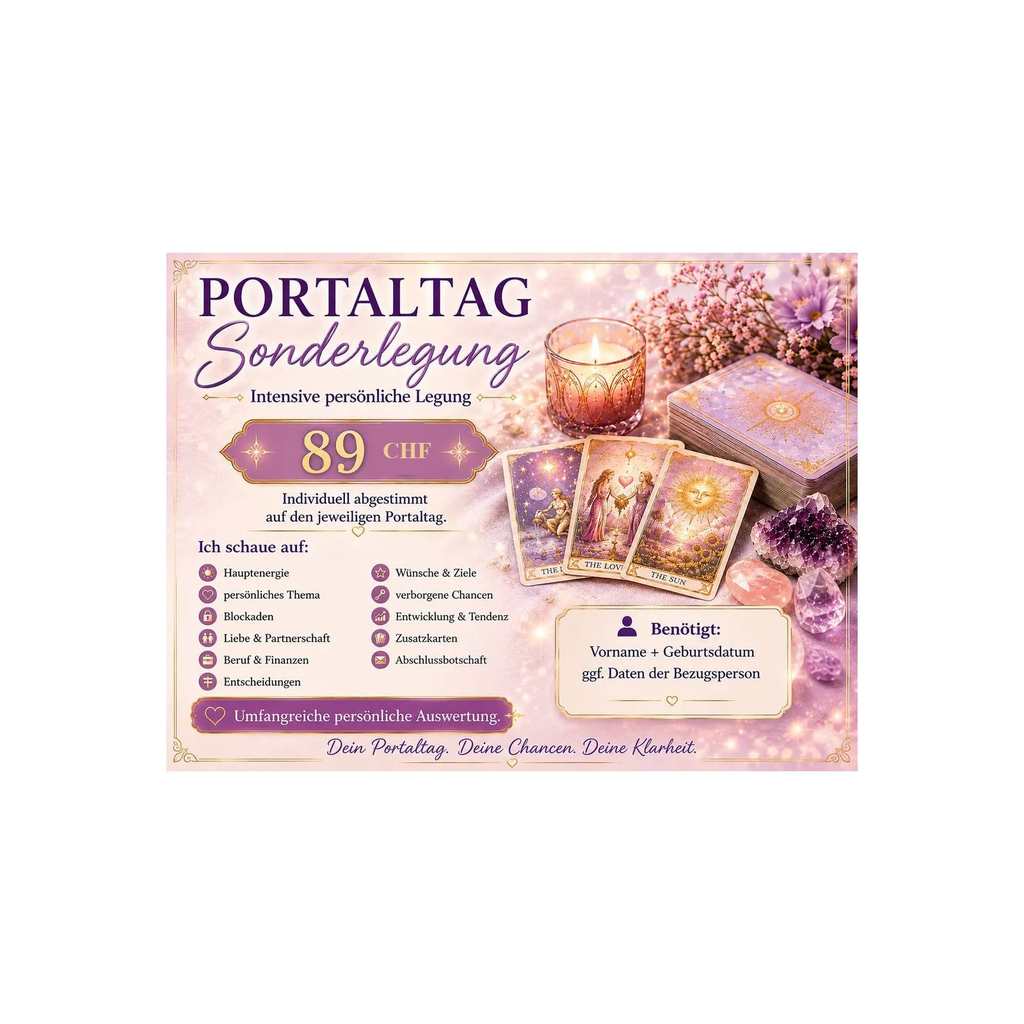 PORTALTAG
Sonderlegung
Intensive persönliche Legung
89 CHF
Individuell abgestimmt
auf den jeweiligen Portaltag.
Ich schaue auf:
Hauptenergie
persönliches Thema
Blockaden
Liebe & Partnerschaft
Beruf & Finanzen
Entscheidungen
Wünsche & Ziele
verborgene Chancen
Entwicklung & Tendenz
Zusatzkarten
Abschlussbotschaft
Umfangreiche persönliche Auswertung.
THE
THE
THE SUN
Benötigt:
Vorname + Geburtsdatum
ggf. Daten der Bezugsperson
Dein Portaltag. Deine Chancen. Deine Klarheit.